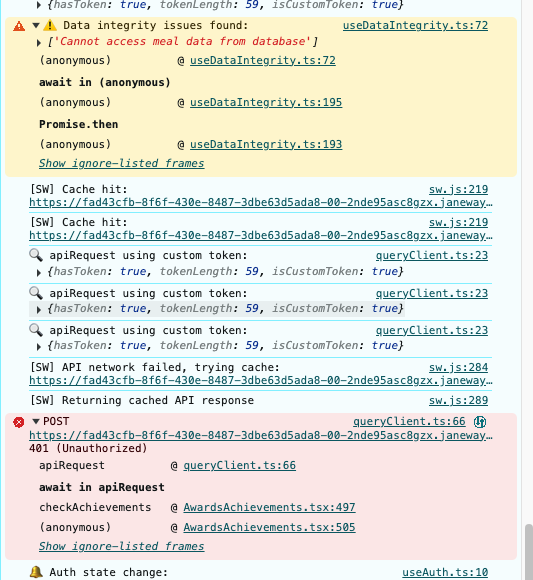 {hasToken: true, tokenLength: 59, isCustomToken: true}
Data integrity issues found: useDataIntegrity.ts:72
['Cannot access meal data from database']
(anonymous) @ useDataIntegrity.ts:72
await in (anonymous)
(anonymous) @ useDataIntegrity.ts:195
Promise.then
(anonymous) @ useDataIntegrity.ts:193
Show ignore-listed frames
[SW] Cache hit: sw.js:219
https://fad43cfb-8f6f-430e-8487-3dbe63d5ada8-00-2nde95asc8gzx.janeway…
[SW] Cache hit: sw.js:219
https://fad43cfb-8f6f-430e-8487-3dbe63d5ada8-00-2nde95asc8gzx.janeway…
apiRequest using custom token: queryClient.ts:23
{hasToken: true, tokenLength: 59, isCustomToken: true}
apiRequest using custom token: queryClient.ts:23
{hasToken: true, tokenLength: 59, isCustomToken: true}
apiRequest using custom token: queryClient.ts:23
{hasToken: true, tokenLength: 59, isCustomToken: true}
[SW] API network failed, trying cache: sw.js:284
https://fad43cfb-8f6f-430e-8487-3dbe63d5ada8-00-2nde95asc8gzx.janeway…
[SW] Returning cached API response sw.js:289
POST queryClient.ts:66
https://fad43cfb-8f6f-430e-8487-3dbe63d5ada8-00-2nde95asc8gzx.janeway…
401 (Unauthorized)
apiRequest @ queryClient.ts:66
await in apiRequest
checkAchievements @ AwardsAchievements.tsx:497
(anonymous) @ AwardsAchievements.tsx:505
Show ignore-listed frames
Auth state change: useAuth.ts:10